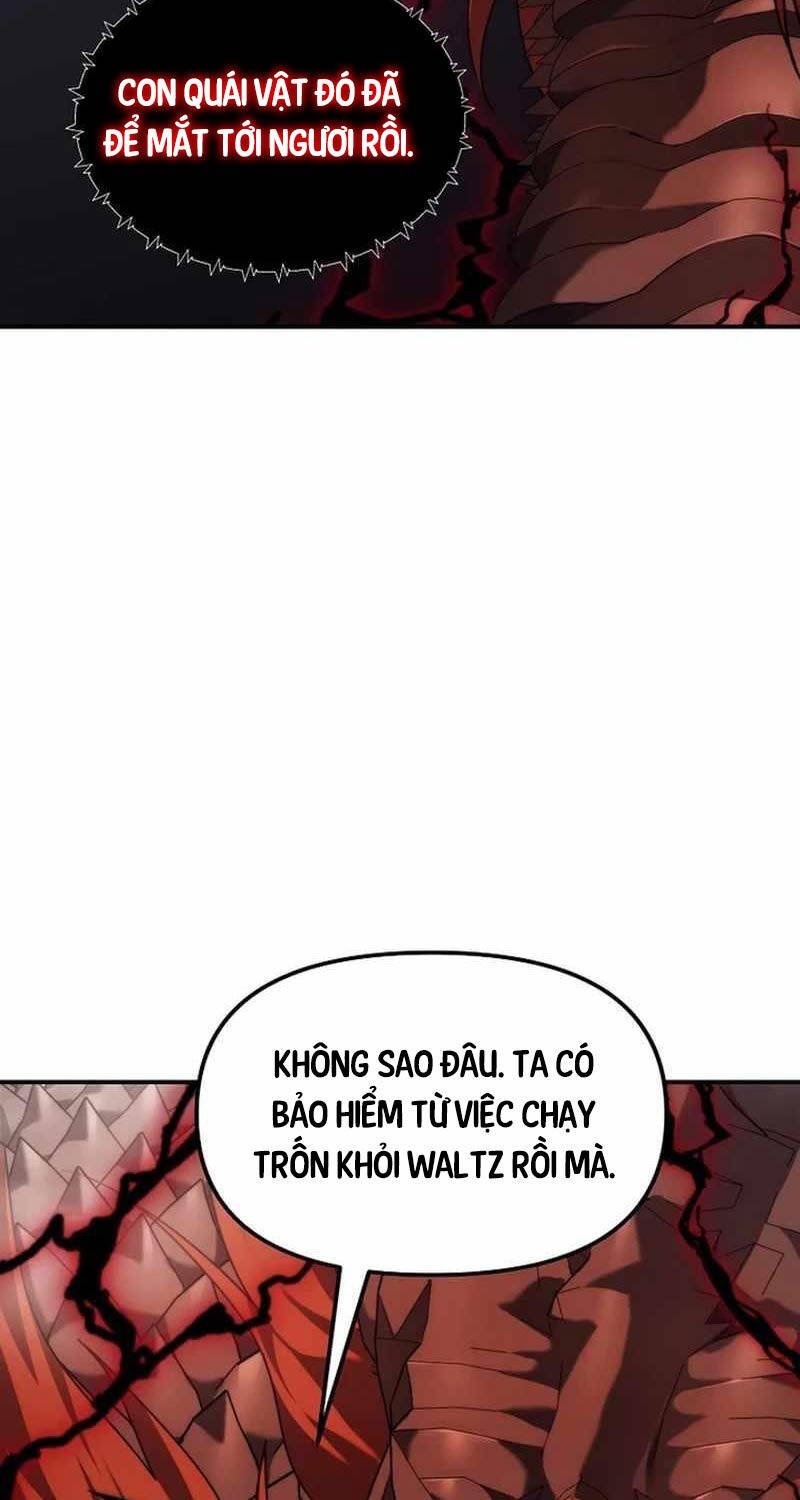 CON QUÁI VẬT ĐÓ ĐÃ
ĐỂ MẮT TỚI NGƯƠI RỒI.
KHÔNG SAO ĐÂU. TA CÓ
BẢO HIỂM TỪ VIỆC CHẠY
TRỐN KHỎI WALTZ RỒI MÀ.